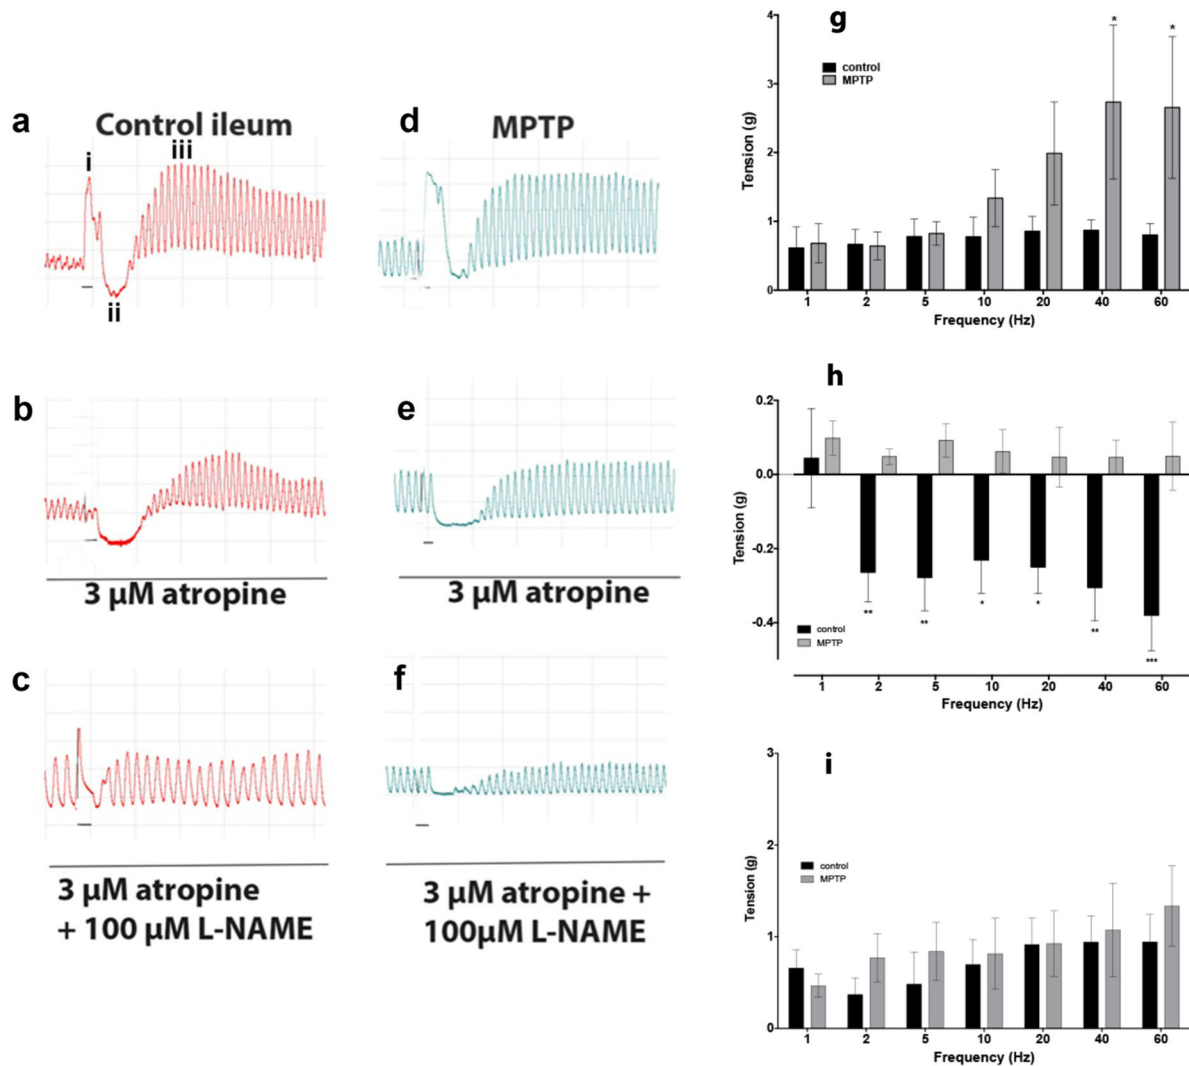 a
Control ileum
i
iii
ii
b
3 µM atropine
c
3 µM atropine
+ 100 µM L-NAME
d
MPTP
e
3 µM atropine
f
3 µM atropine +
100µM L-NAME
g
4
3
2
1
0
Tension (g)
control
MPTP
*
*
1 2 5 10 20 40 60
Frequency (Hz)
h
0.2
0.0
-0.2
-0.4
Tension (g)
** ** * * ** ***
control
MPTP
1 2 5 10 20 40 60
Frequency (Hz)
i
3
2
1
0
Tension (g)
control
MPTP
1 2 5 10 20 40 60
Frequency (Hz)